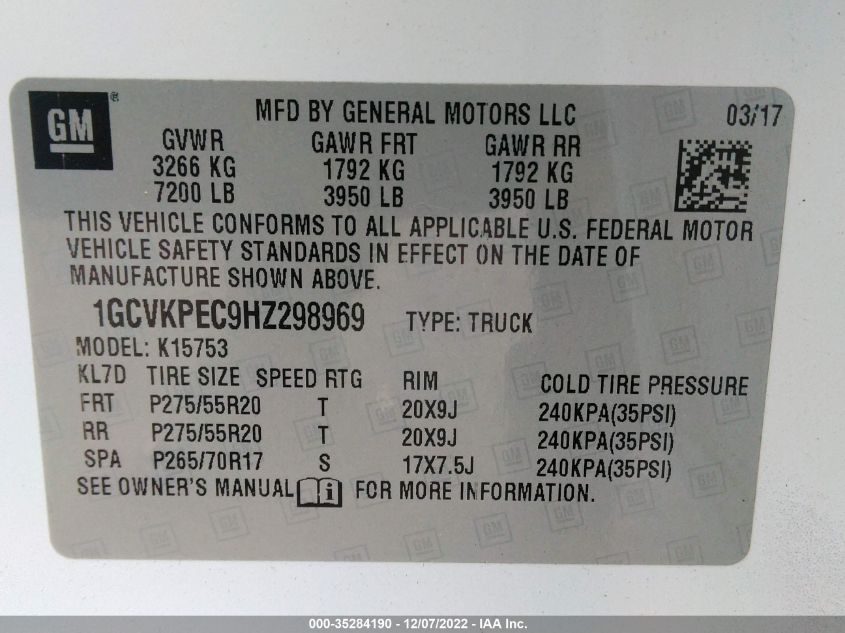 GM ®
MFD BY GENERAL MOTORS LLC 03/17
GVWR GAWR FRT GAWR RR
3266 KG 1792 KG 1792 KG
7200 LB 3950 LB 3950 LB
THIS VEHICLE CONFORMS TO ALL APPLICABLE U.S. FEDERAL MOTOR
VEHICLE SAFETY STANDARDS IN EFFECT ON THE DATE OF
MANUFACTURE SHOWN ABOVE.
1GCVKPEC9HZ298969 TYPE: TRUCK
MODEL: K15753
KL7D TIRE SIZE SPEED RTG RIM COLD TIRE PRESSURE
FRT P275/55R20 T 20X9J 240KPA(35PSI)
RR P275/55R20 T 20X9J 240KPA(35PSI)
SPA P265/70R17 S 17X7.5J 240KPA(35PSI)
SEE OWNER'S MANUAL FOR MORE INFORMATION.
000-35284190 - 12/07/2022 - IAA Inc.